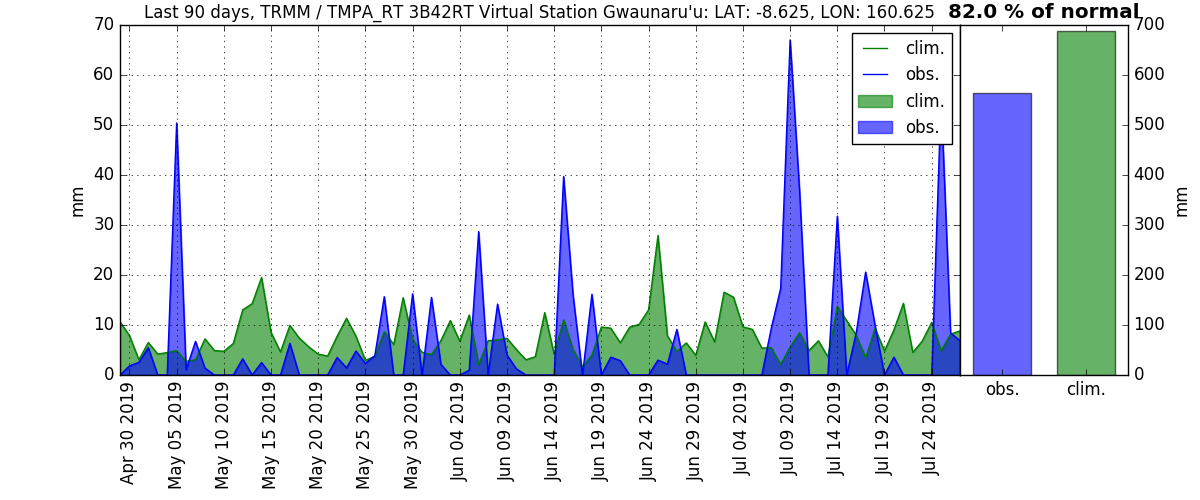 Last 90 days, TRMM / TMPA_RT 3B42RT Virtual Station Gwaunaru'u: LAT: -8.625, LON: 160.625 82.0 % of normal
70
60
50
40
30
20
10
0
mm
clim.
obs.
clim.
obs.
700
600
500
400
300
200
100
0
mm
Apr 30 2019
May 05 2019
May 10 2019
May 15 2019
May 20 2019
May 25 2019
May 30 2019
Jun 04 2019
Jun 09 2019
Jun 14 2019
Jun 19 2019
Jun 24 2019
Jun 29 2019
Jul 04 2019
Jul 09 2019
Jul 14 2019
Jul 19 2019
Jul 24 2019
obs.
clim.